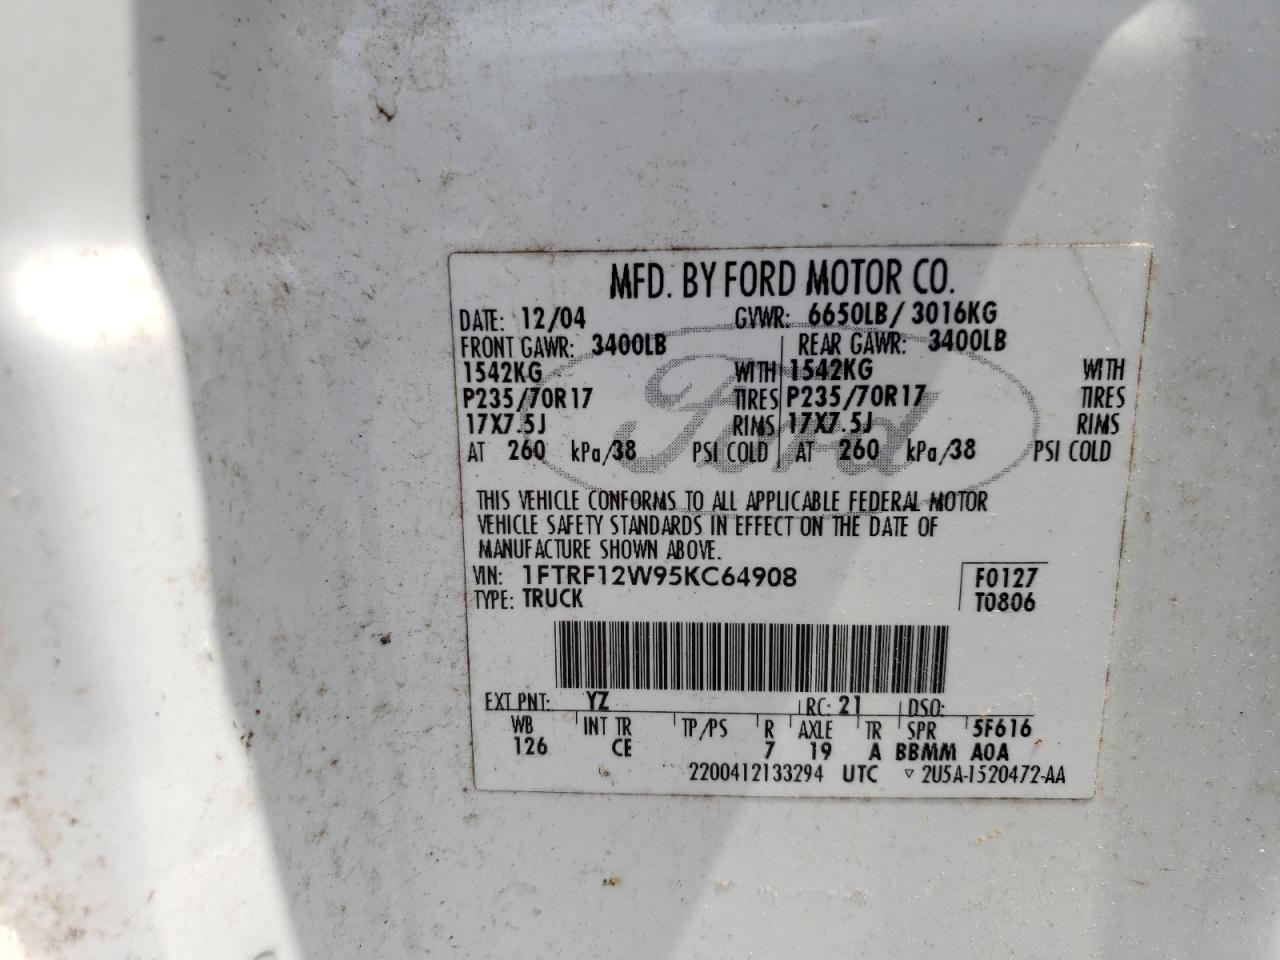 MFD. BY FORD MOTOR CO.
DATE: 12/04 GVWR: 6650LB/ 3016KG
FRONT GAWR: 3400LB REAR GAWR: 3400LB
1542KG WITH 1542KG WITH
P235/70R17 TIRES P235/70R17 TIRES
17X7.5J RIMS 17X7.5J RIMS
AT 260 kPa/38 PSI COLD AT 260 kPa/38 PSI COLD
Ford
THIS VEHICLE CONFORMS TO ALL APPLICABLE FEDERAL MOTOR
VEHICLE SAFETY STANDARDS IN EFFECT ON THE DATE OF
MANUFACTURE SHOWN ABOVE.
VIN: 1FTRF12W95KC64908 F0127
TYPE: TRUCK T0806
EXT PNT: YZ RC: 21 DSO:
WB INT TR TP/PS R AXLE TR SPR 5F616
126 CE 7 19 A BBMM A0A
2200412133294 UTC ▽ 2U5A-1520472-AA